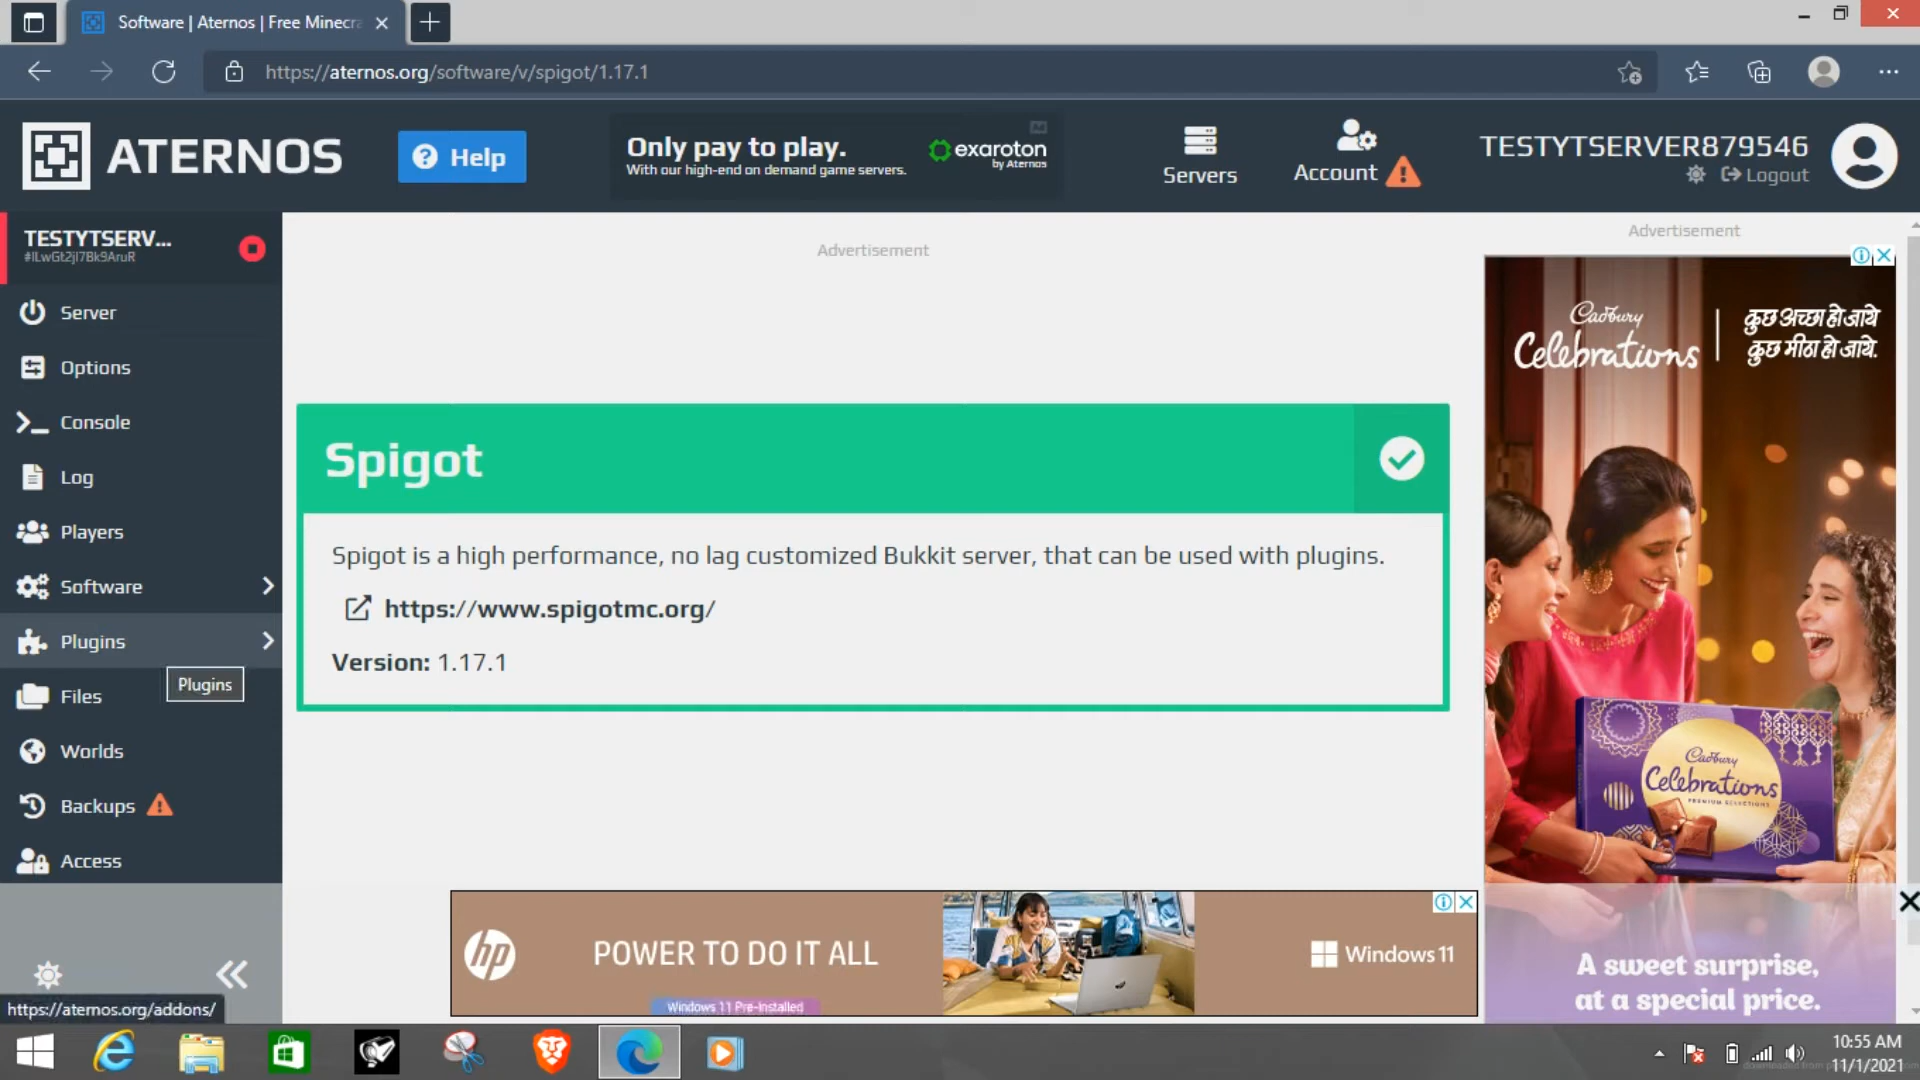 Software | Aternos | Free Minecra
https://aternos.org/software/v/spigot/1.17.1
ATERNOS
Help
Only pay to play.
With our high-end on demand game servers.
Ad
exaroton
by Aternos
Servers
Account
TESTYTSERVER879546
Logout
TESTYTSERV...
Server
Options
Console
Log
Players
Software
Plugins
Plugins
Files
Worlds
Backups
Access
https://aternos.org/addons/
Advertisement
Spigot
Spigot is a high performance, no lag customized Bukkit server, that can be used with plugins.
https://www.spigotmc.org/
Version: 1.17.1
hp
POWER TO DO IT ALL
Windows 11 Pre-installed
Windows 11
Advertisement
Cadbury
Celebrations
कुछ अच्छा हो जाये
कुछ मीठा हो जाये.
Cadbury
Celebrations
PREMIUM SELECTIONS
A sweet surprise,
at a special price.
10:55 AM
11/1/2021